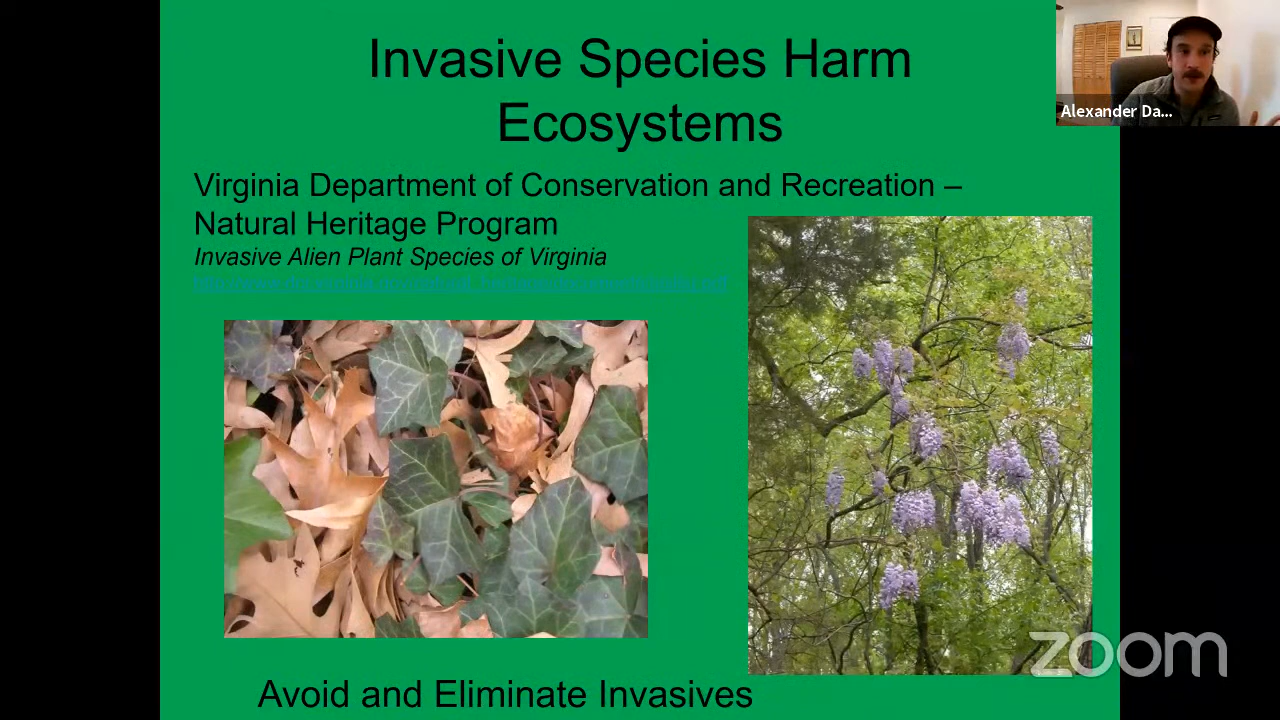 Invasive Species Harm
Ecosystems
Alexander Da...
Virginia Department of Conservation and Recreation –
Natural Heritage Program
Invasive Alien Plant Species of Virginia
zoom
Avoid and Eliminate Invasives